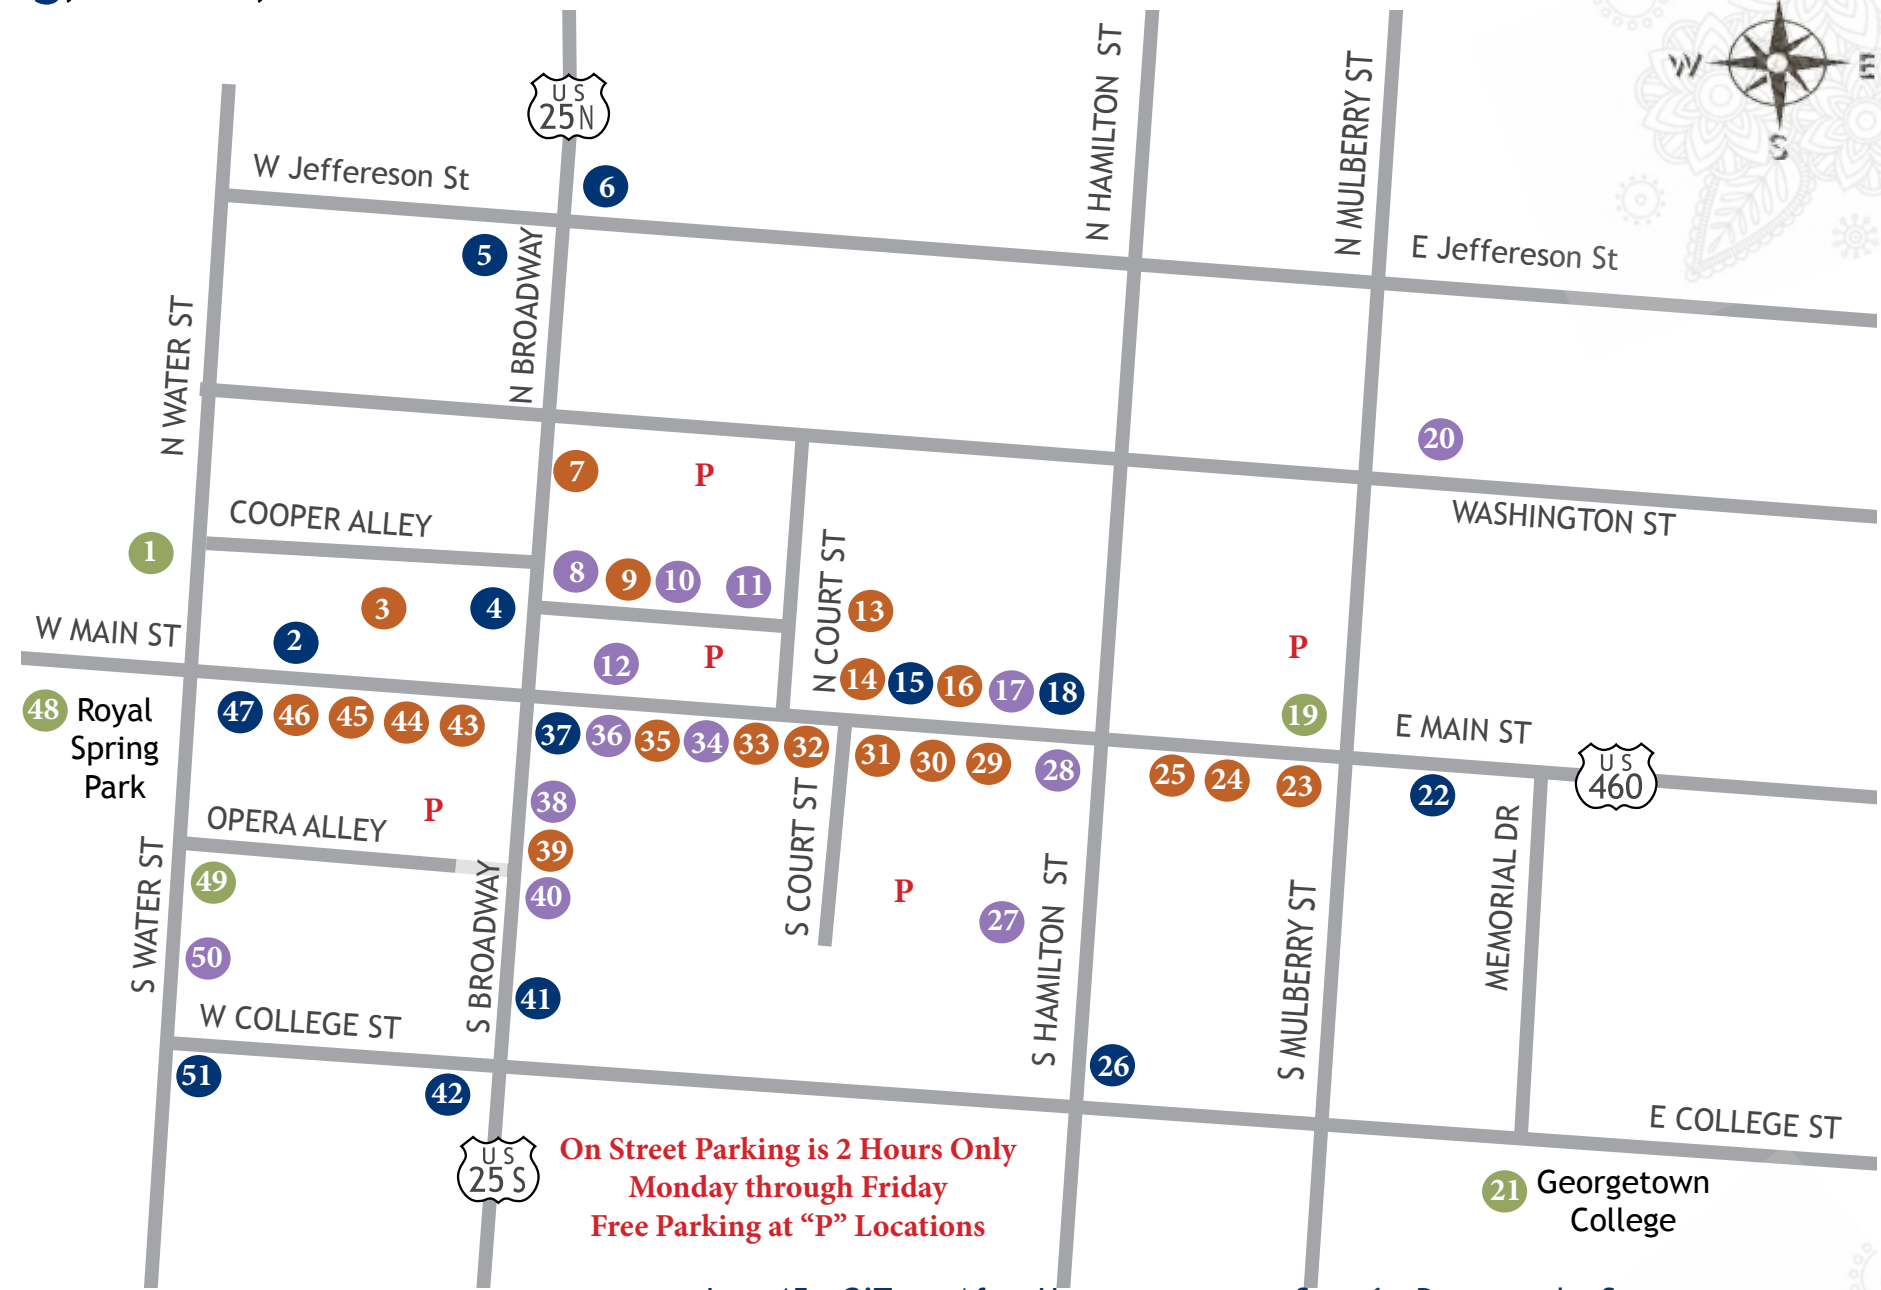 N HAMILTON ST
N MULBERRY ST
W
E
S
US
25N
W Jeffereson St
6
5
N BROADWAY
E Jeffereson St
N WATER ST
20
7
P
WASHINGTON ST
COOPER ALLEY
1
8
9
10
11
N COURT ST
13
3
4
2
W MAIN ST
12
P
14
15
16
17
18
P
19
E MAIN ST
48
Royal
Spring
Park
47
46
45
44
43
37
36
35
34
33
32
31
30
29
28
25
24
23
22
US
460
38
39
40
P
OPERA ALLEY
49
50
S WATER ST
S BROADWAY
S COURT ST
P
27
S HAMILTON ST
S MULBERRY ST
MEMORIAL DR
41
W COLLEGE ST
51
42
26
US
25 S
On Street Parking is 2 Hours Only
Monday through Friday
Free Parking at “P” Locations
E COLLEGE ST
21
Georgetown
College